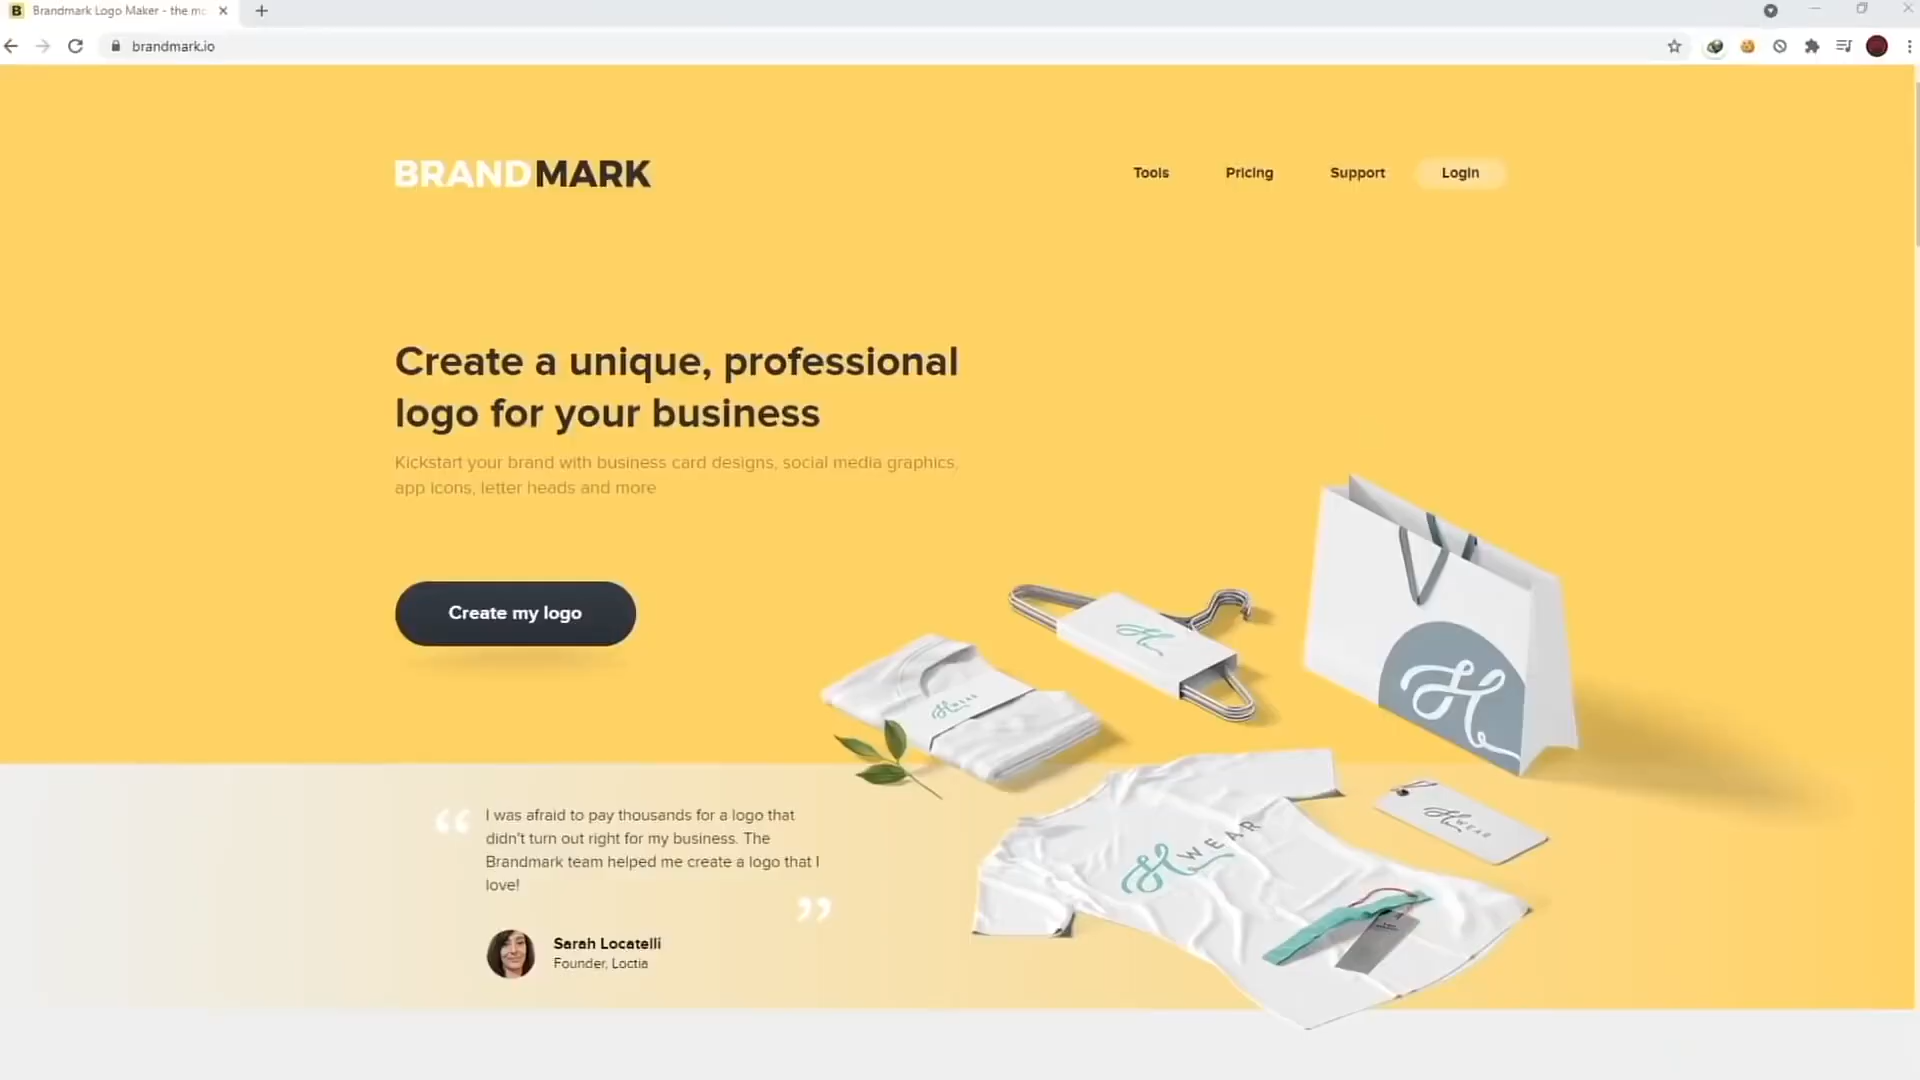 Brandmark Logo Maker - the mo
brandmark.io
BRANDMARK
Tools
Pricing
Support
Login
Create a unique, professional
logo for your business
Kickstart your brand with business card designs, social media graphics,
app icons, letter heads and more
Create my logo
H WEAR
H
H
“ I was afraid to pay thousands for a logo that
didn't turn out right for my business. The
Brandmark team helped me create a logo that I
love! ”
Sarah Locatelli
Founder, Loctia
H WEAR
H WEAR